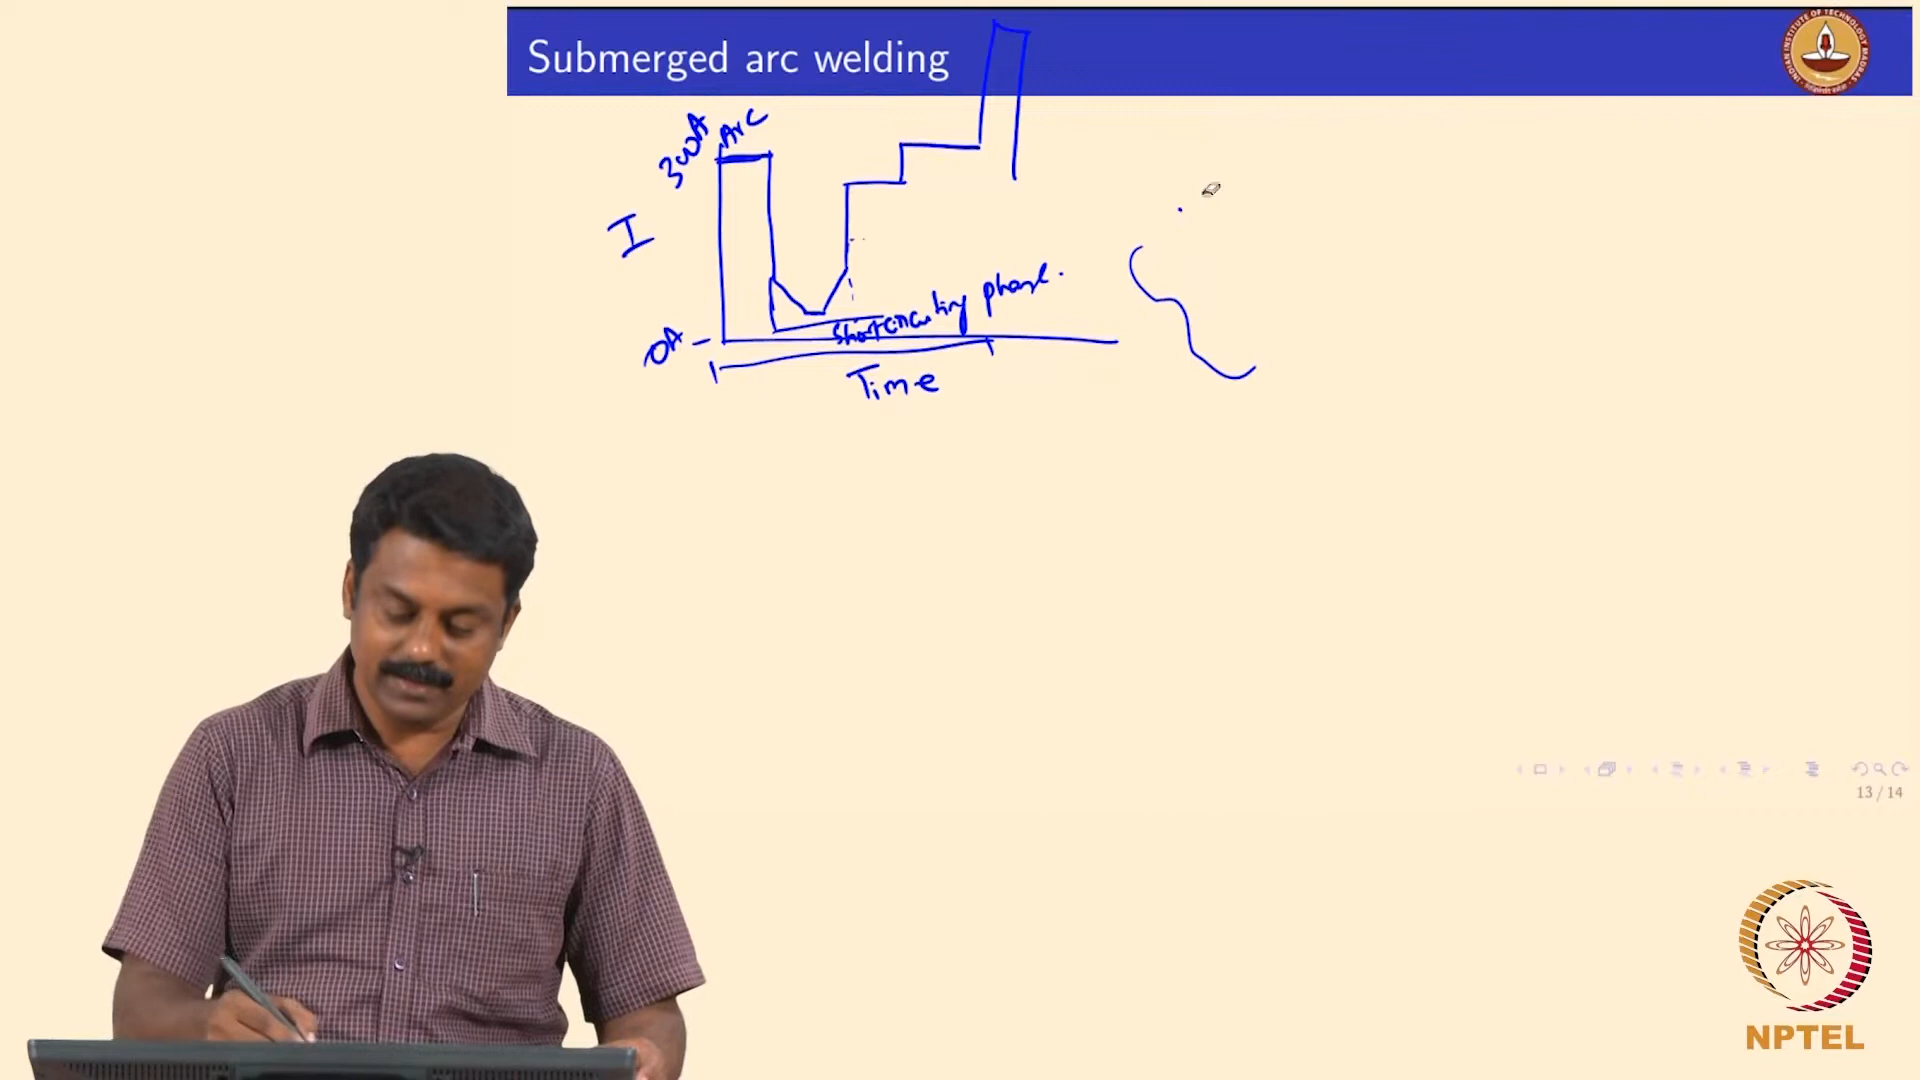 Submerged arc welding
300A Arc
I
Shortcircuiting phase.
0A
Time
13 / 14
NPTEL